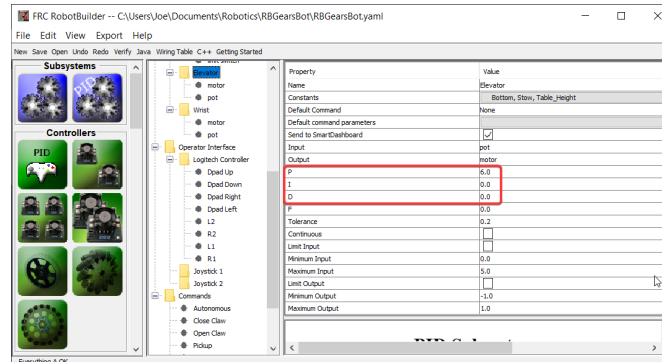 FRC RobotBuilder -- C:\Users\Joe\Documents\Robotics\RBGearsBot\RBGearsBot.yaml
File Edit View Export Help
New Save Open Undo Redo Verify Java Wiring Table C++ Getting Started
Subsystems
PID
Controllers
PID
Elevator
motor
pot
Wrist
motor
pot
Operator Interface
Logitech Controller
Dpad Up
Dpad Down
Dpad Right
Dpad Left
L2
R2
L1
R1
Joystick 1
Joystick 2
Commands
Autonomous
Close Claw
Open Claw
Pickup
Property Value
Name Elevator
Constants Bottom, Stow, Table_Height
Default Command None
Default command parameters
Send to SmartDashboard
Input pot
Output motor
P 6.0
I 0.0
D 0.0
F 0.0
Tolerance 0.2
Continuous
Limit Input
Minimum Input 0.0
Maximum Input 5.0
Limit Output
Minimum Output -1.0
Maximum Output 1.0
Everything A OK